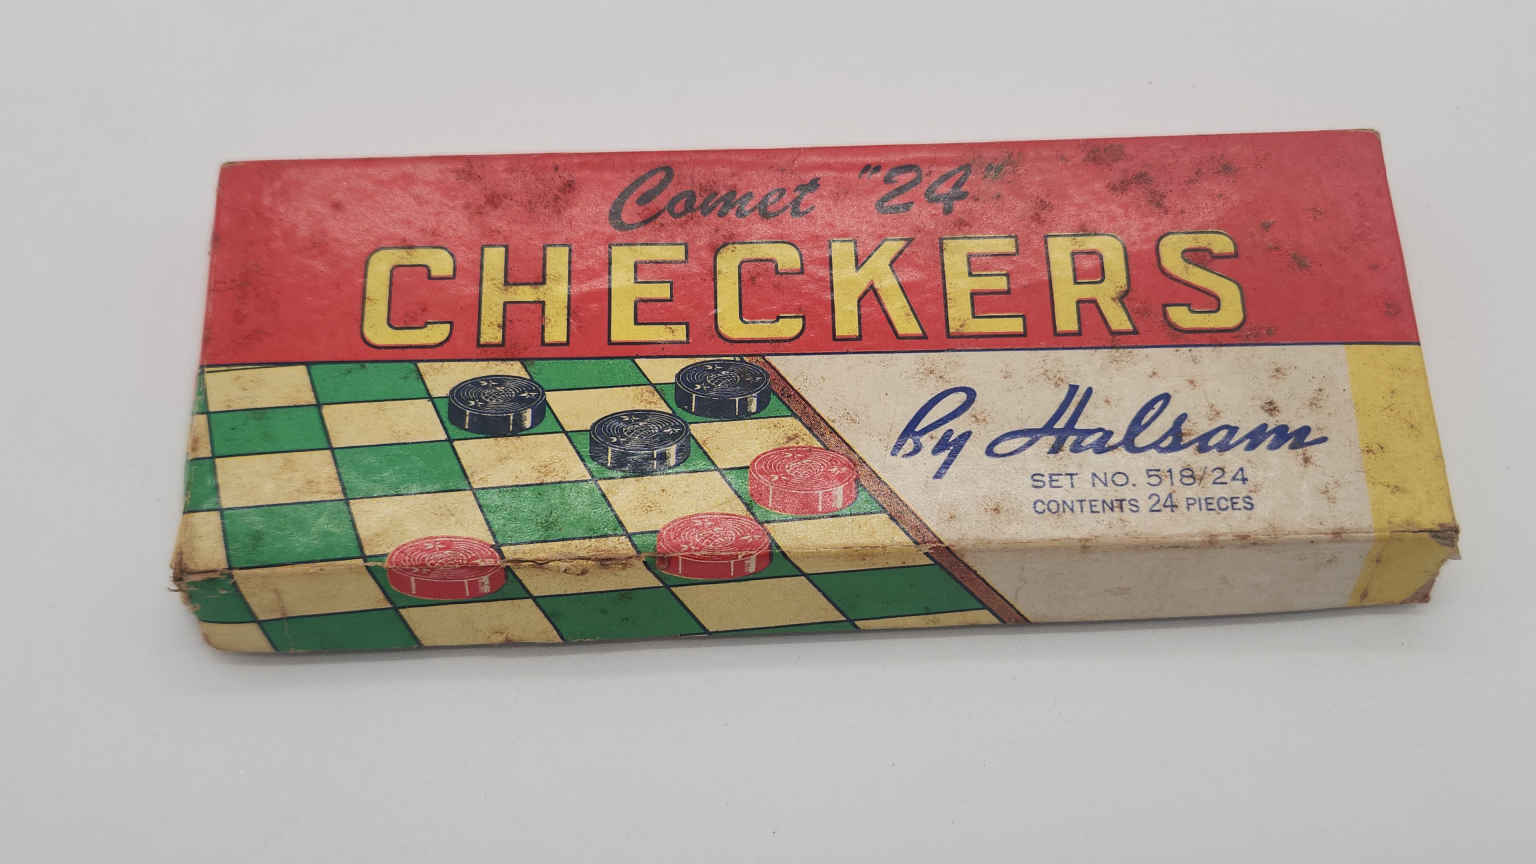 Comet "24"
CHECKERS
By Halsam
SET NO. 518/24
CONTENTS 24 PIECES